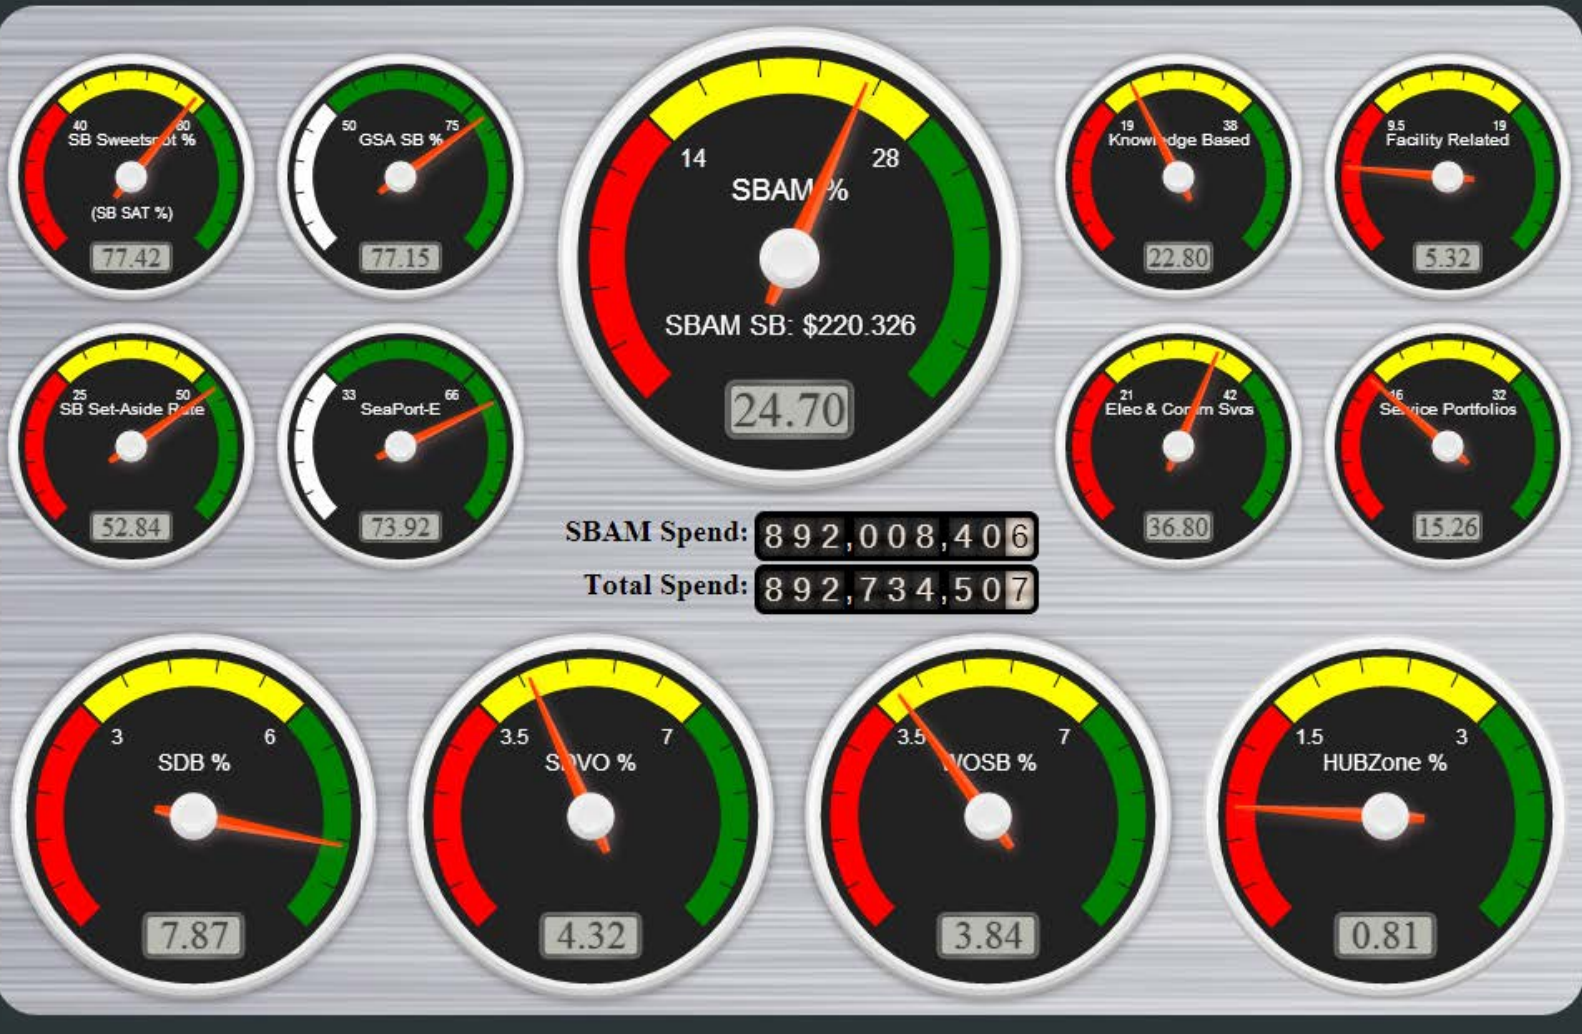 40 80
SB Sweetspot %
(SB SAT %)
77.42
50 75
GSA SB %
77.15
14 28
SBAM %
SBAM SB: $220.326
24.70
19 38
Knowledge Based
22.80
9.5 19
Facility Related
5.32
25 50
SB Set-Aside Rate
52.84
33 66
SeaPort-E
73.92
21 42
Elec & Comm Svcs
36.80
16 32
Service Portfolios
15.26
SBAM Spend: 892,008,406
Total Spend: 892,734,507
3 6
SDB %
7.87
3.5 7
SDVO %
4.32
3.5 7
WOSB %
3.84
1.5 3
HUBZone %
0.81